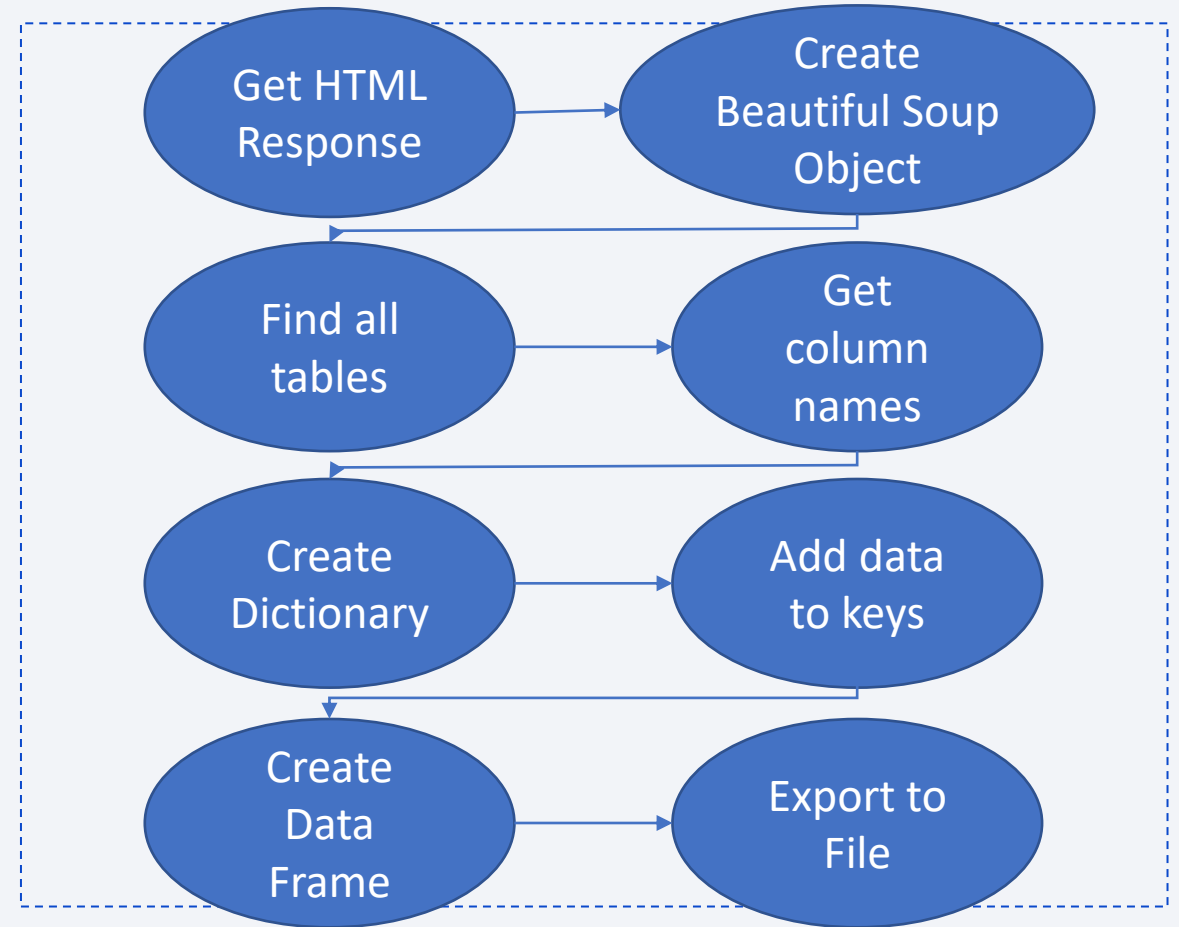 Get HTML
Response
Create
Beautiful Soup
Object
Find all
tables
Get
column
names
Create
Dictionary
Add data
to keys
Create
Data
Frame
Export to
File